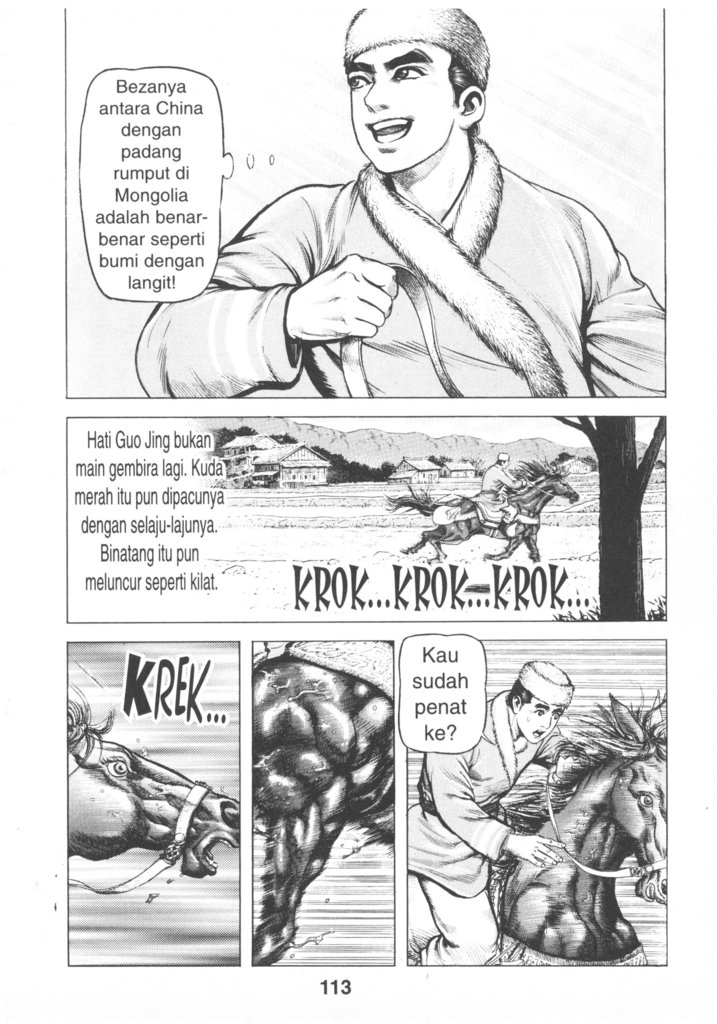 Bezanya
antara China
dengan
padang
rumput di
Mongolia
adalah benar-
benar seperti
bumi dengan
langit!
Hati Guo Jing bukan
main gembira lagi. Kuda
merah itu pun dipacunya
dengan selaju-lajunya.
Binatang itu pun
meluncur seperti kilat.
KROK...KROK...KROK...
KREK...
Kau
sudah
penat
ke?
113